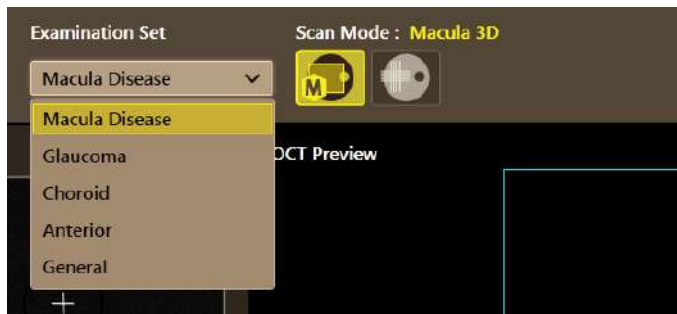 Examination Set
Scan Mode : Macula 3D
Macula Disease
M
Macula Disease
Glaucoma
OCT Preview
Choroid
Anterior
General